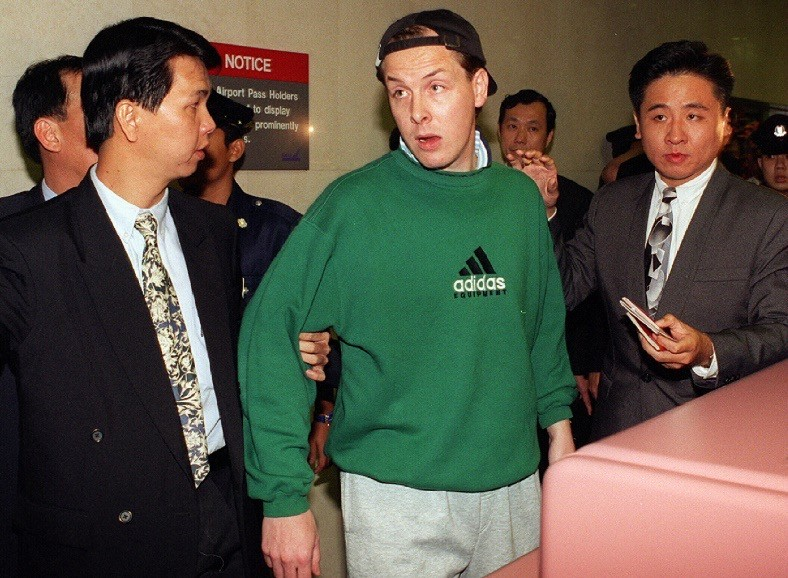 NOTICE
Airport Pass Holders
to display
prominently
adidas
EQUIPMENT